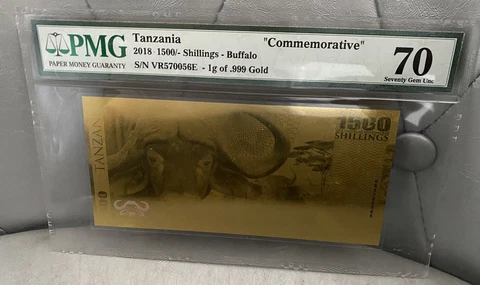 PMG
PAPER MONEY GUARANTY
Tanzania "Commemorative"
2018 1500/- Shillings - Buffalo
S/N VR570056E - 1g of .999 Gold
70
Seventy Gem Unc
1500
SHILLINGS
TANZAN